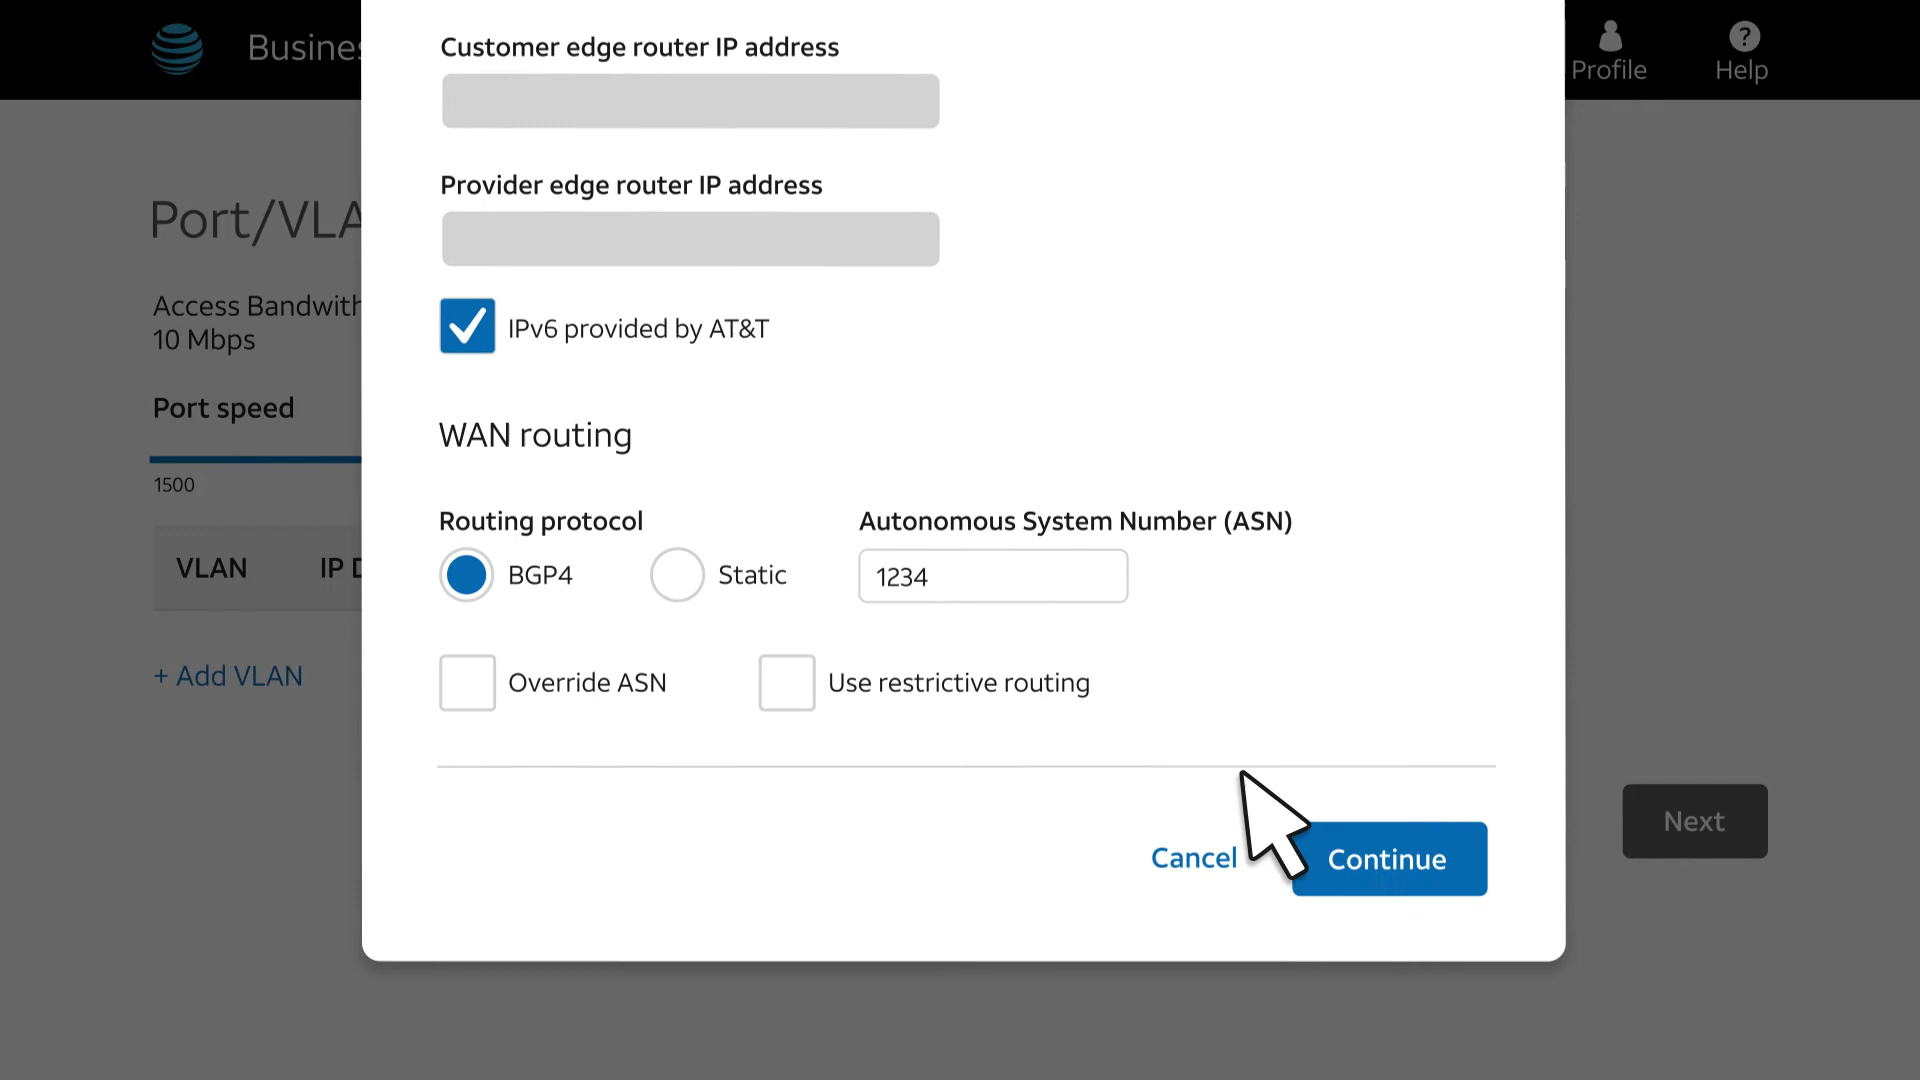 Busines
Profile
Help
?
Customer edge router IP address
Provider edge router IP address
IPv6 provided by AT&T
Port/VLA
Access Bandwith
10 Mbps
Port speed
1500
VLAN IP D
+ Add VLAN
WAN routing
Routing protocol
BGP4
Static
Autonomous System Number (ASN)
1234
Override ASN
Use restrictive routing
Cancel
Continue
Next